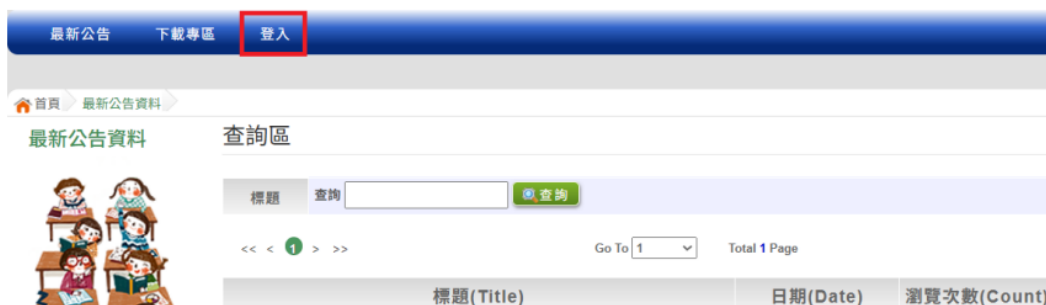 最新公告 下載專區 登入
首頁 最新公告資料
最新公告資料 查詢區
標題 查詢 查詢
<< < 1 > >> Go To 1 Total 1 Page
標題(Title) 日期(Date) 瀏覽次數(Count)